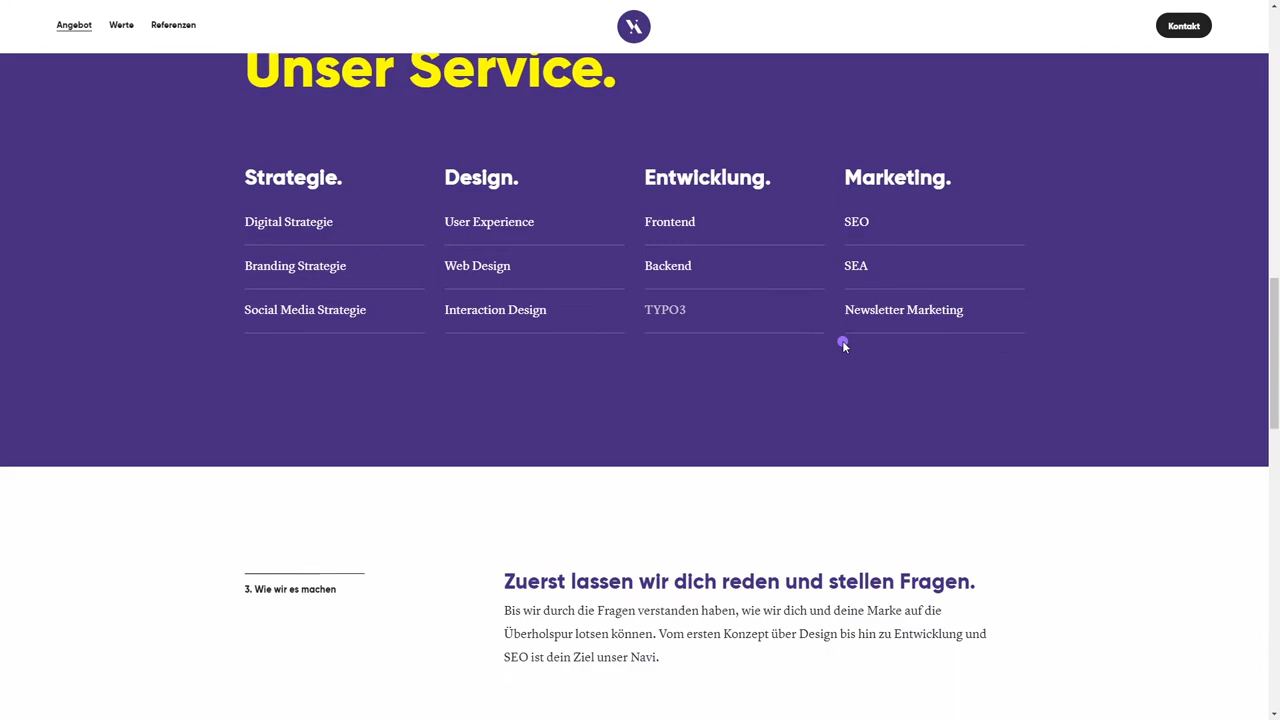 Angebot Werte Referenzen
Kontakt
Unser Service.
Strategie.
Digital Strategie
Branding Strategie
Social Media Strategie
Design.
User Experience
Web Design
Interaction Design
Entwicklung.
Frontend
Backend
TYPO3
Marketing.
SEO
SEA
Newsletter Marketing
3. Wie wir es machen
Zuerst lassen wir dich reden und stellen Fragen.
Bis wir durch die Fragen verstanden haben, wie wir dich und deine Marke auf die
Überholspur lotsen können. Vom ersten Konzept über Design bis hin zu Entwicklung und
SEO ist dein Ziel unser Navi.